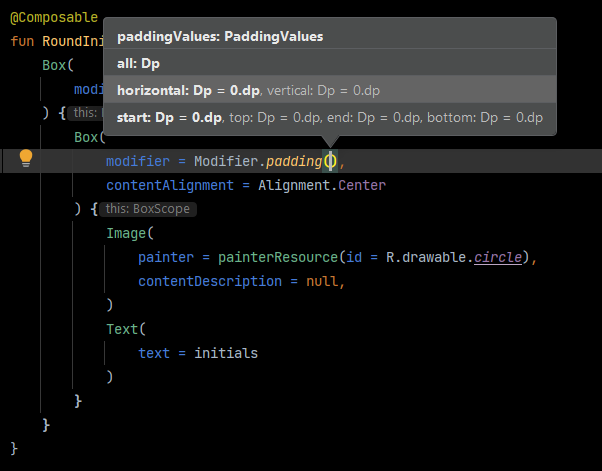 @Composable
fun RoundIni
Box(
modifi
) { this: B
Box(
paddingValues: PaddingValues
all: Dp
horizontal: Dp = 0.dp, vertical: Dp = 0.dp
start: Dp = 0.dp, top: Dp = 0.dp, end: Dp = 0.dp, bottom: Dp = 0.dp
modifier = Modifier.padding(),
contentAlignment = Alignment.Center
) { this: BoxScope
Image(
painter = painterResource(id = R.drawable.circle),
contentDescription = null,
)
Text(
text = initials
)
}
}
}